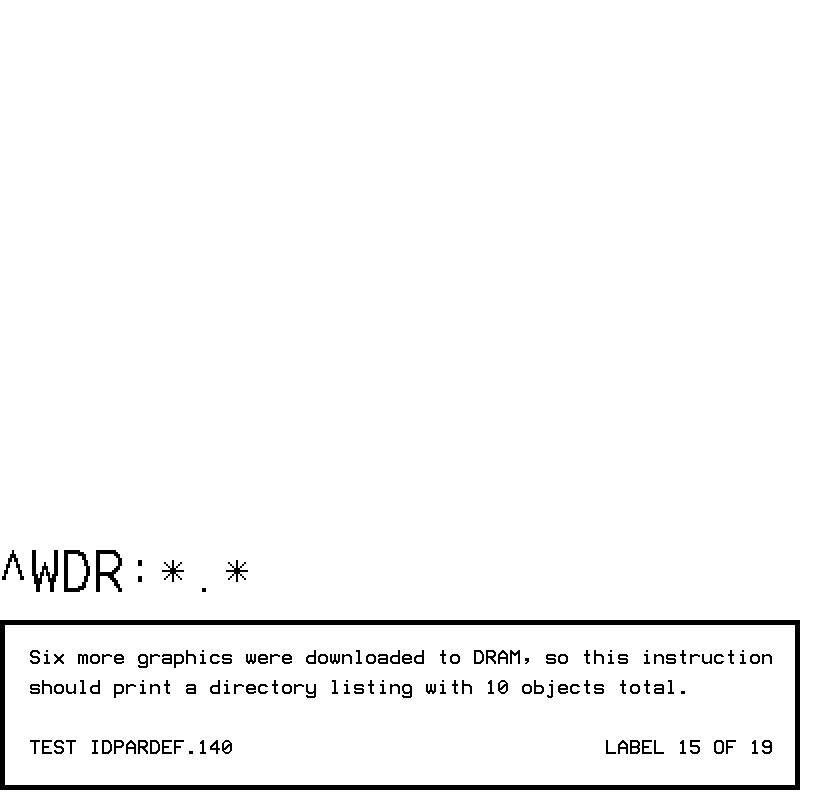 ^WDR:*.*
Six more graphics were downloaded to DRAM, so this instruction
should print a directory listing with 10 objects total.
TEST IDPARDEF.140 LABEL 15 OF 19